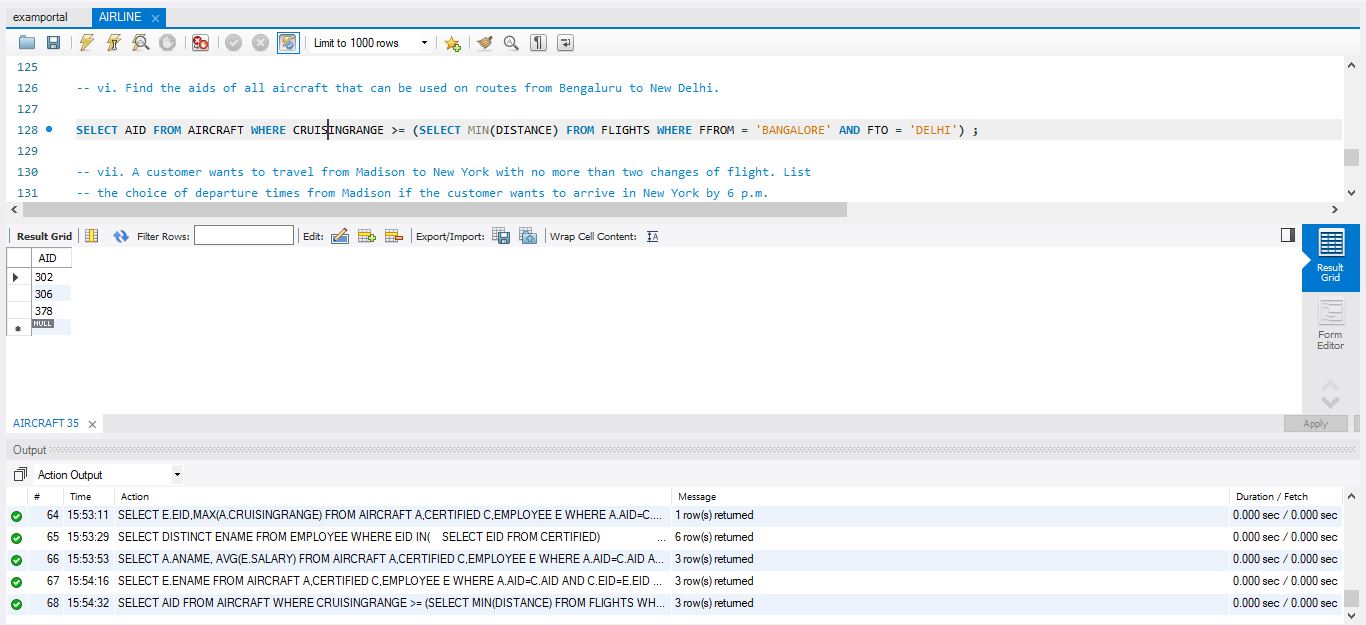 examportal AIRLINE
Limit to 1000 rows
125
126 -- vi. Find the aids of all aircraft that can be used on routes from Bengaluru to New Delhi.
127
128 SELECT AID FROM AIRCRAFT WHERE CRUISINGRANGE >= (SELECT MIN(DISTANCE) FROM FLIGHTS WHERE FFROM = 'BANGALORE' AND FTO = 'DELHI') ;
129
130 -- vii. A customer wants to travel from Madison to New York with no more than two changes of flight. List
131 -- the choice of departure times from Madison if the customer wants to arrive in New York by 6 p.m.
Result Grid Filter Rows: Edit: Export/Import: Wrap Cell Content:
AID
302
306
378
NULL
Result
Grid
Form
Editor
AIRCRAFT 35
Apply
Output
Action Output
# Time Action Message Duration / Fetch
64 15:53:11 SELECT E.EID,MAX(A.CRUISINGRANGE) FROM AIRCRAFT A,CERTIFIED C,EMPLOYEE E WHERE A.AID=C.... 1 row(s) returned 0.000 sec / 0.000 sec
65 15:53:29 SELECT DISTINCT ENAME FROM EMPLOYEE WHERE EID IN( SELECT EID FROM CERTIFIED) ... 6 row(s) returned 0.000 sec / 0.000 sec
66 15:53:53 SELECT A.ANAME, AVG(E.SALARY) FROM AIRCRAFT A,CERTIFIED C,EMPLOYEE E WHERE A.AID=C.AID A... 3 row(s) returned 0.000 sec / 0.000 sec
67 15:54:16 SELECT E.ENAME FROM AIRCRAFT A,CERTIFIED C,EMPLOYEE E WHERE A.AID=C.AID AND C.EID=E.EID ... 3 row(s) returned 0.000 sec / 0.000 sec
68 15:54:32 SELECT AID FROM AIRCRAFT WHERE CRUISINGRANGE >= (SELECT MIN(DISTANCE) FROM FLIGHTS WH... 3 row(s) returned 0.000 sec / 0.000 sec